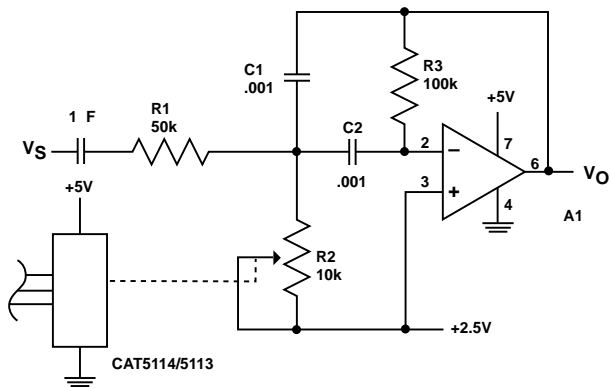 C1
.001
R3
100k
+5V
1 F
R1
50k
C2
.001
2
7
6
3
4
VS
VO
A1
+5V
R2
10k
+2.5V
CAT5114/5113